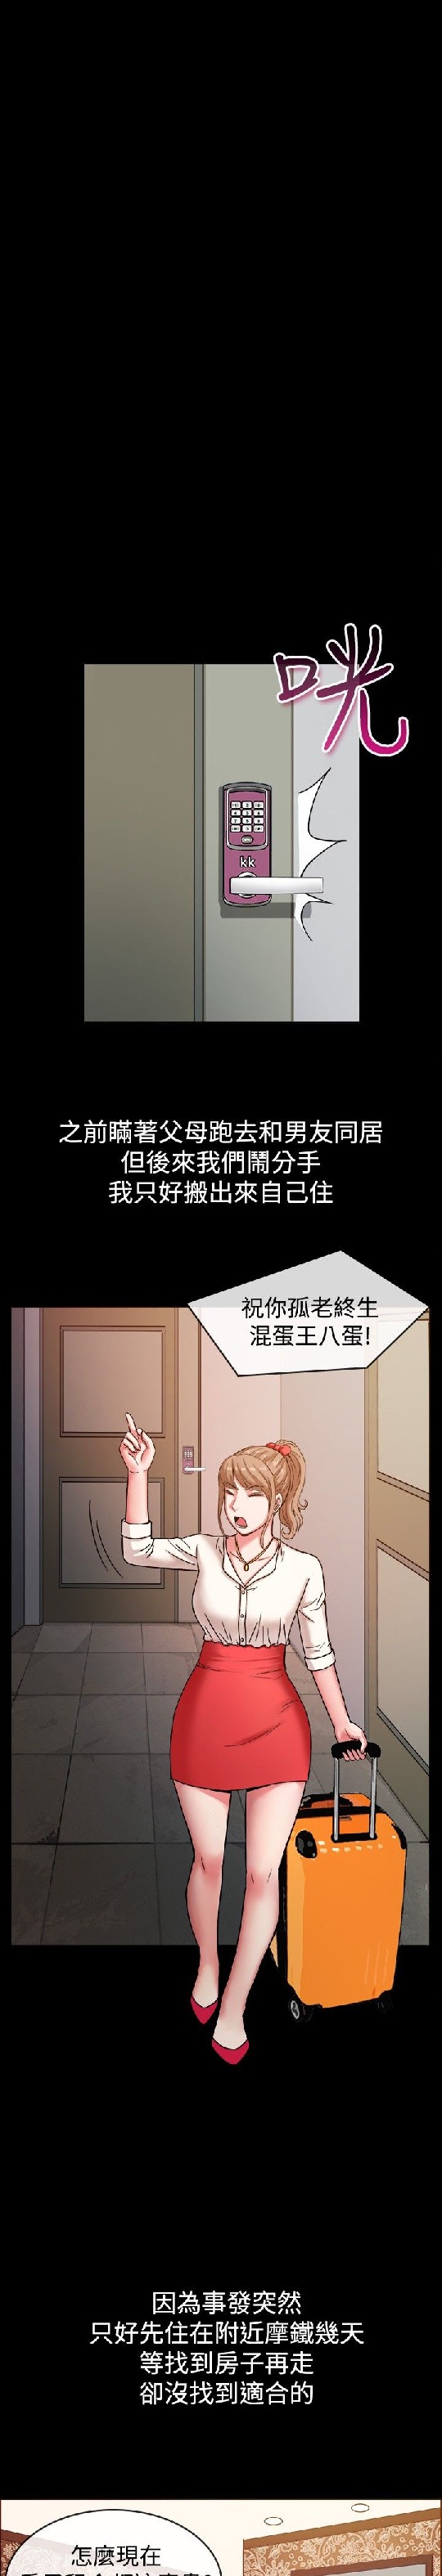 咣
kk
之前瞞著父母跑去和男友同居
但後來我們鬧分手
我只好搬出來自己住
祝你孤老終生
混蛋王八蛋!
因為事發突然
只好先住在附近摩鐵幾天
等找到房子再走
卻沒找到適合的
怎麼現在